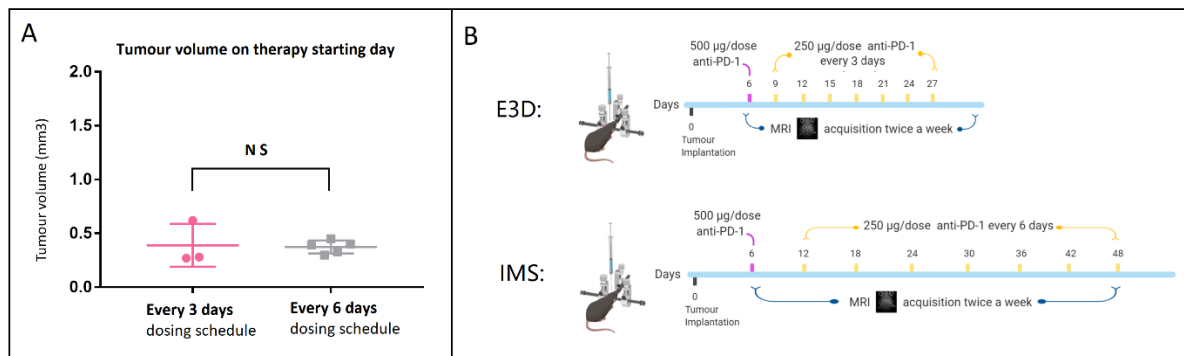 A
Tumour volume on therapy starting day
2.0
1.5
1.0
0.5
0.0
Tumour volume (mm3)
N S
Every 3 days
dosing schedule
Every 6 days
dosing schedule
B
E3D:
500 µg/dose
anti-PD-1
250 µg/dose anti-PD-1
every 3 days
6 9 12 15 18 21 24 27
Days
0
Tumour
Implantation
MRI acquisition twice a week
IMS:
500 µg/dose
anti-PD-1
250 µg/dose anti-PD-1 every 6 days
6 12 18 24 30 36 42 48
Days
0
Tumour
Implantation
MRI acquisition twice a week